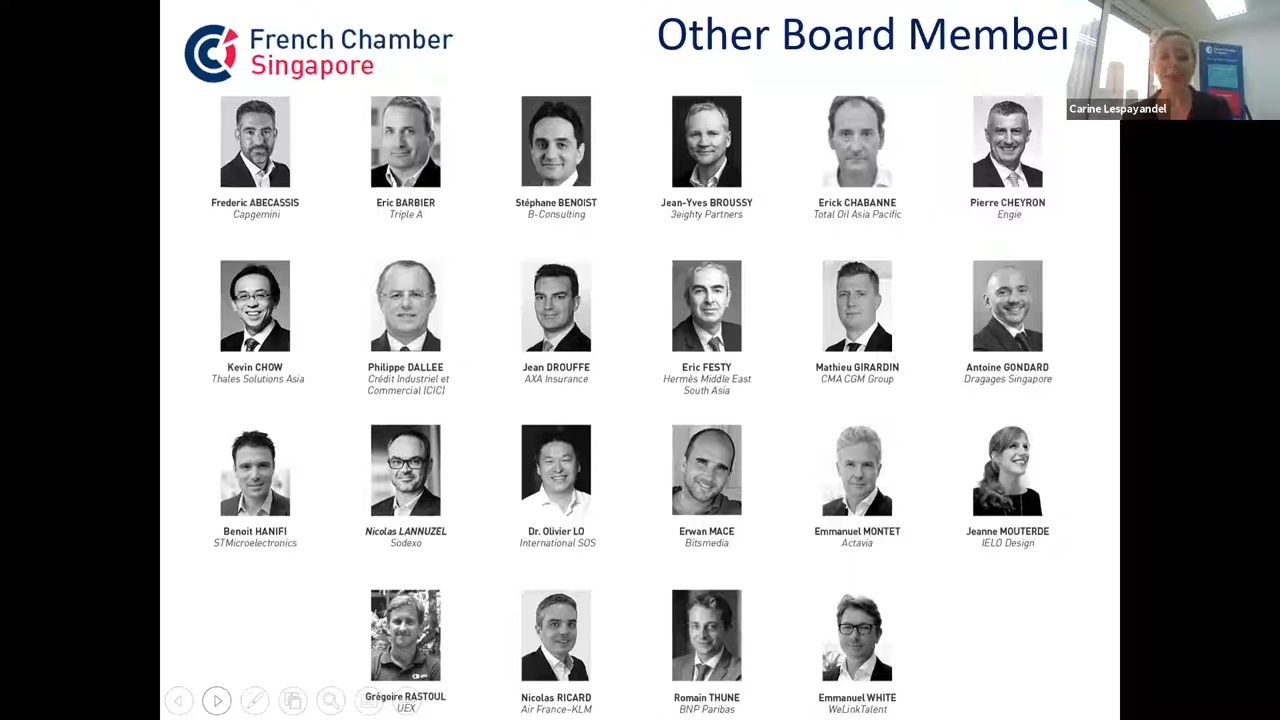 French Chamber
Singapore
Other Board Member
Carine Lespayandel
Frederic ABECASSIS
Capgemini
Eric BARBIER
Triple A
Stéphane BENOIST
B-Consulting
Jean-Yves BROUSSY
3eighty Partners
Erick CHABANNE
Total Oil Asia Pacific
Pierre CHEYRON
Engie
Kevin CHOW
Thales Solutions Asia
Philippe DALLEE
Crédit Industriel et
Commercial (CIC)
Jean DROUFFE
AXA Insurance
Eric FESTY
Hermès Middle East
South Asia
Mathieu GIRARDIN
CMA CGM Group
Antoine GONDARD
Dragages Singapore
Benoit HANIFI
STMicroelectronics
Nicolas LANNUZEL
Sodexo
Dr. Olivier LO
International SOS
Erwan MACE
Bitsmedia
Emmanuel MONTET
Actavia
Jeanne MOUTERDE
IELO Design
Grégoire RASTOUL
UEX
Nicolas RICARD
Air France-KLM
Romain THUNE
BNP Paribas
Emmanuel WHITE
WeLinkTalent